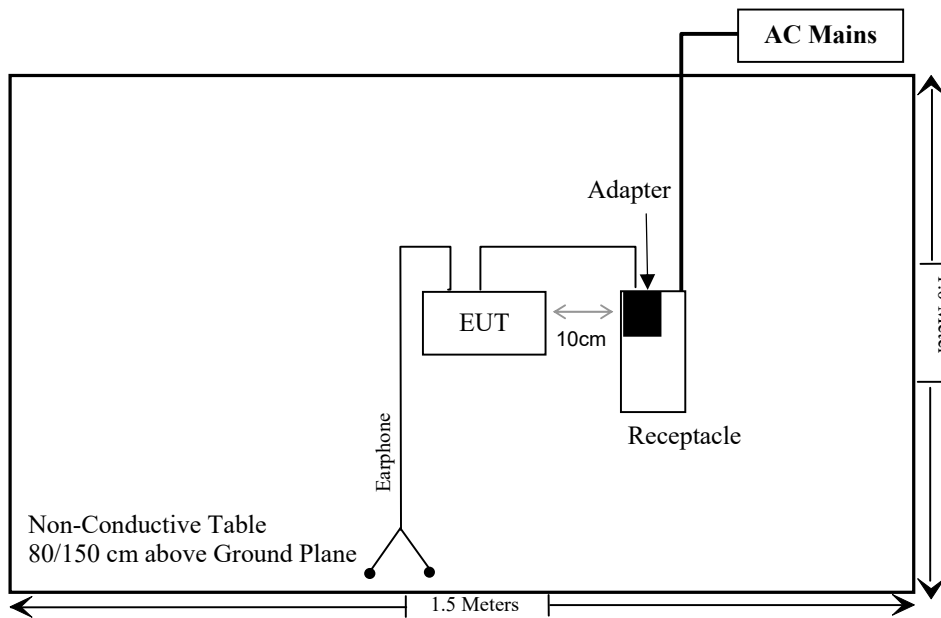 AC Mains
Adapter
EUT
10cm
Receptacle
Earphone
Non-Conductive Table
80/150 cm above Ground Plane
1.5 Meters